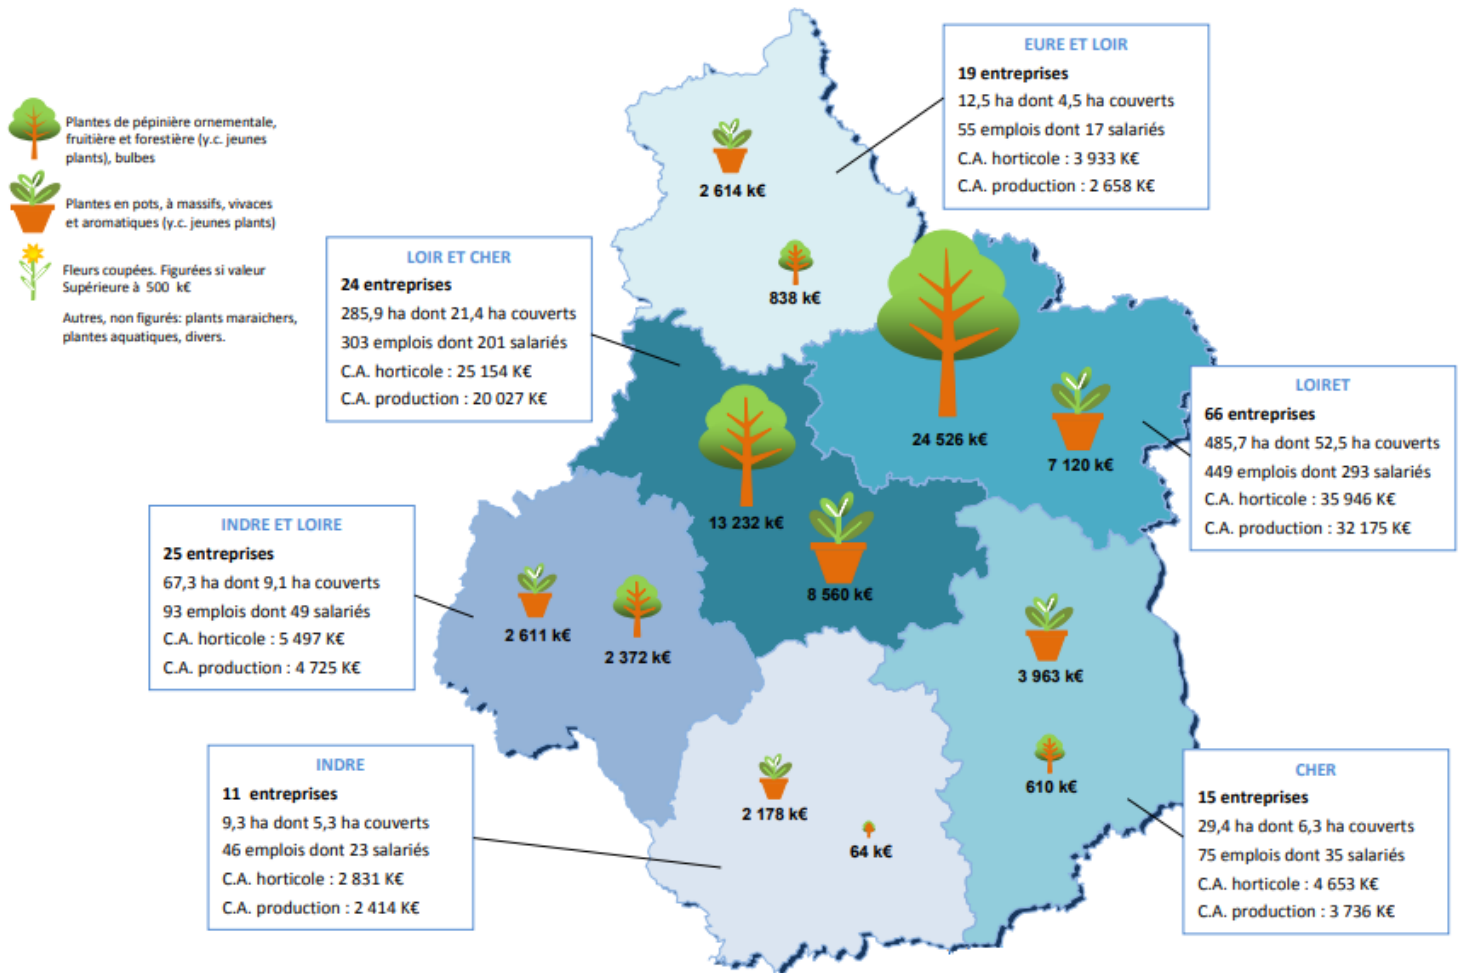 Plantes de pépinière ornementale,
fruitière et forestière (y.c. jeunes
plants), bulbes
Plantes en pots, à massifs, vivaces
et aromatiques (y.c. jeunes plants)
Fleurs coupées. Figurées si valeur
Supérieure à 500 k€
Autres, non figurés: plants maraichers,
plantes aquatiques, divers.
EURE ET LOIR
19 entreprises
12,5 ha dont 4,5 ha couverts
55 emplois dont 17 salariés
C.A. horticole : 3 933 K€
C.A. production : 2 658 K€
2 614 k€
838 k€
LOIR ET CHER
24 entreprises
285,9 ha dont 21,4 ha couverts
303 emplois dont 201 salariés
C.A. horticole : 25 154 K€
C.A. production : 20 027 K€
13 232 k€
8 560 k€
24 526 k€
7 120 k€
LOIRET
66 entreprises
485,7 ha dont 52,5 ha couverts
449 emplois dont 293 salariés
C.A. horticole : 35 946 K€
C.A. production : 32 175 K€
INDRE ET LOIRE
25 entreprises
67,3 ha dont 9,1 ha couverts
93 emplois dont 49 salariés
C.A. horticole : 5 497 K€
C.A. production : 4 725 K€
2 611 k€
2 372 k€
3 963 k€
610 k€
INDRE
11 entreprises
9,3 ha dont 5,3 ha couverts
46 emplois dont 23 salariés
C.A. horticole : 2 831 K€
C.A. production : 2 414 K€
2 178 k€
64 k€
CHER
15 entreprises
29,4 ha dont 6,3 ha couverts
75 emplois dont 35 salariés
C.A. horticole : 4 653 K€
C.A. production : 3 736 K€